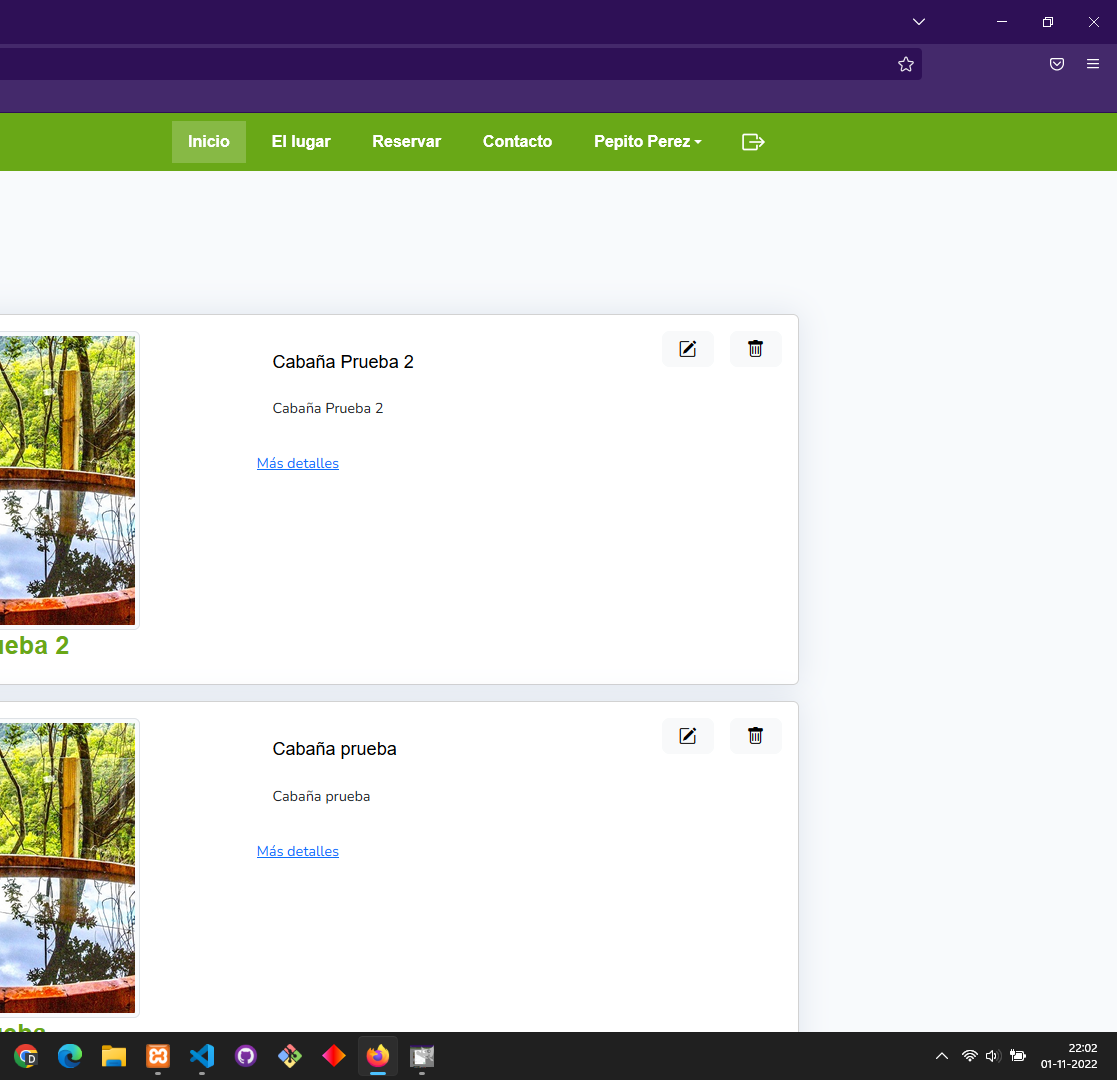 Inicio El lugar Reservar Contacto Pepito Perez
Cabaña Prueba 2
Cabaña Prueba 2
Más detalles
ueba 2
Cabaña prueba
Cabaña prueba
Más detalles
22:02
01-11-2022